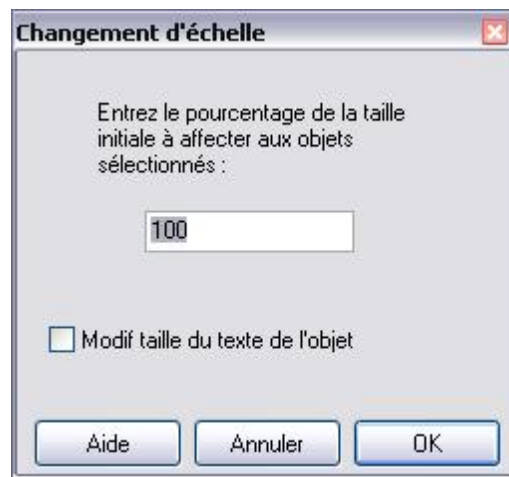 Changement d'échelle
Entrez le pourcentage de la taille
initiale à affecter aux objets
sélectionnés :
100
Modif taille du texte de l'objet
Aide
Annuler
OK